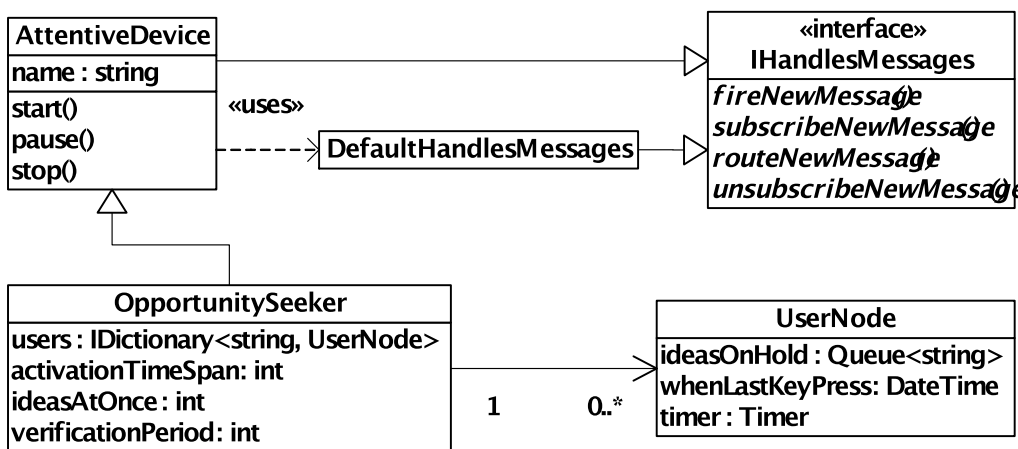 AttentiveDevice
name : string
start()
pause()
stop()
«uses»
DefaultHandlesMessages
«interface»
IHandlesMessages
fireNewMessage()
subscribeNewMessage()
routeNewMessage()
unsubscribeNewMessage()
OpportunitySeeker
users : IDictionary<string, UserNode>
activationTimeSpan: int
ideasAtOnce : int
verificationPeriod: int
1 0..*
UserNode
ideasOnHold : Queue<string>
whenLastKeyPress: DateTime
timer : Timer